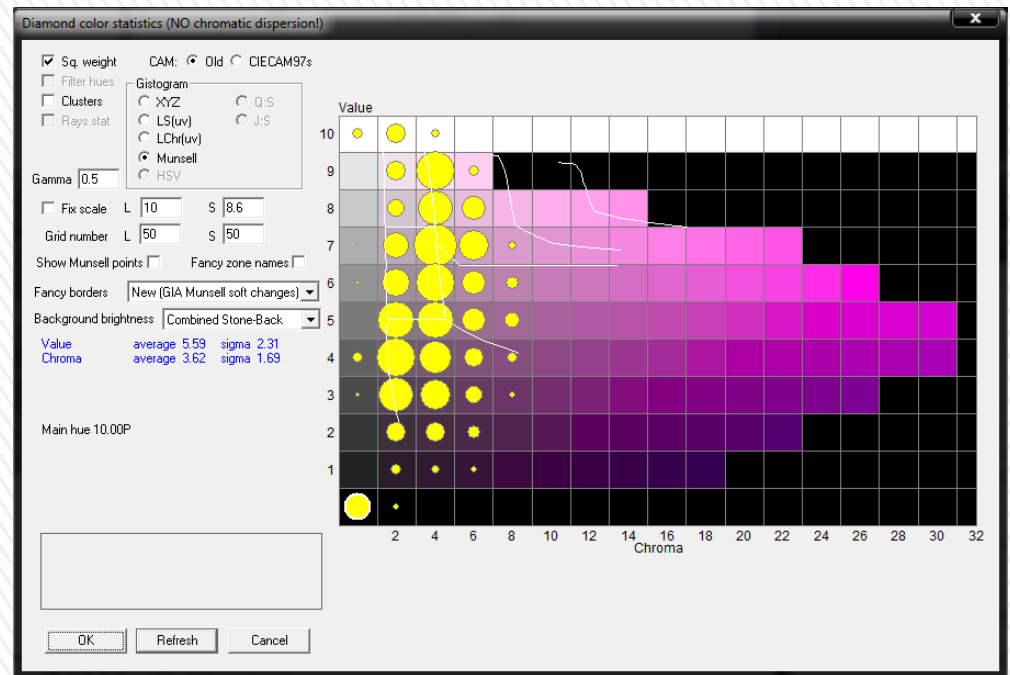 Diamond color statistics (NO chromatic dispersion!)
x
Sq. weight CAM: Old CIECAM97s
Filter hues
Clusters
Rays stat
Gistogram
XYZ Q:S
LS(uv) J:S
LChr(uv)
Munsell
HSV
Gamma 0.5
Fix scale L 10 S 8.6
Grid number L 50 S 50
Show Munsell points Fancy zone names
Fancy borders New (GIA Munsell soft changes)
Background brightness Combined Stone-Back
Value average 5.59 sigma 2.31
Chroma average 3.62 sigma 1.69
Main hue 10.00P
OK Refresh Cancel
Value
10
9
8
7
6
5
4
3
2
1
2 4 6 8 10 12 14 16 18 20 22 24 26 28 30 32
Chroma